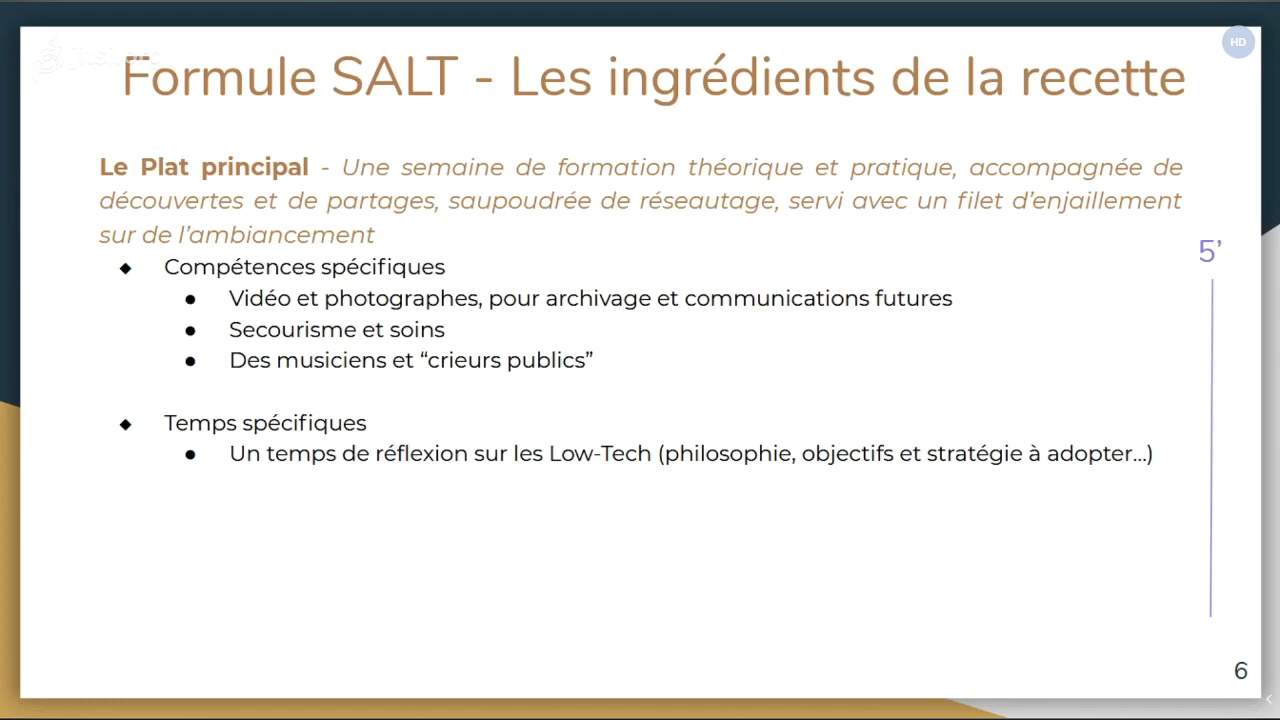 HD
jitsi.org
Formule SALT - Les ingrédients de la recette
Le Plat principal - Une semaine de formation théorique et pratique, accompagnée de
découvertes et de partages, saupoudrée de réseautage, servi avec un filet d’enjaillement
sur de l’ambiancement
5’
◆ Compétences spécifiques
● Vidéo et photographes, pour archivage et communications futures
● Secourisme et soins
● Des musiciens et “crieurs publics”
◆ Temps spécifiques
● Un temps de réflexion sur les Low-Tech (philosophie, objectifs et stratégie à adopter...)
6